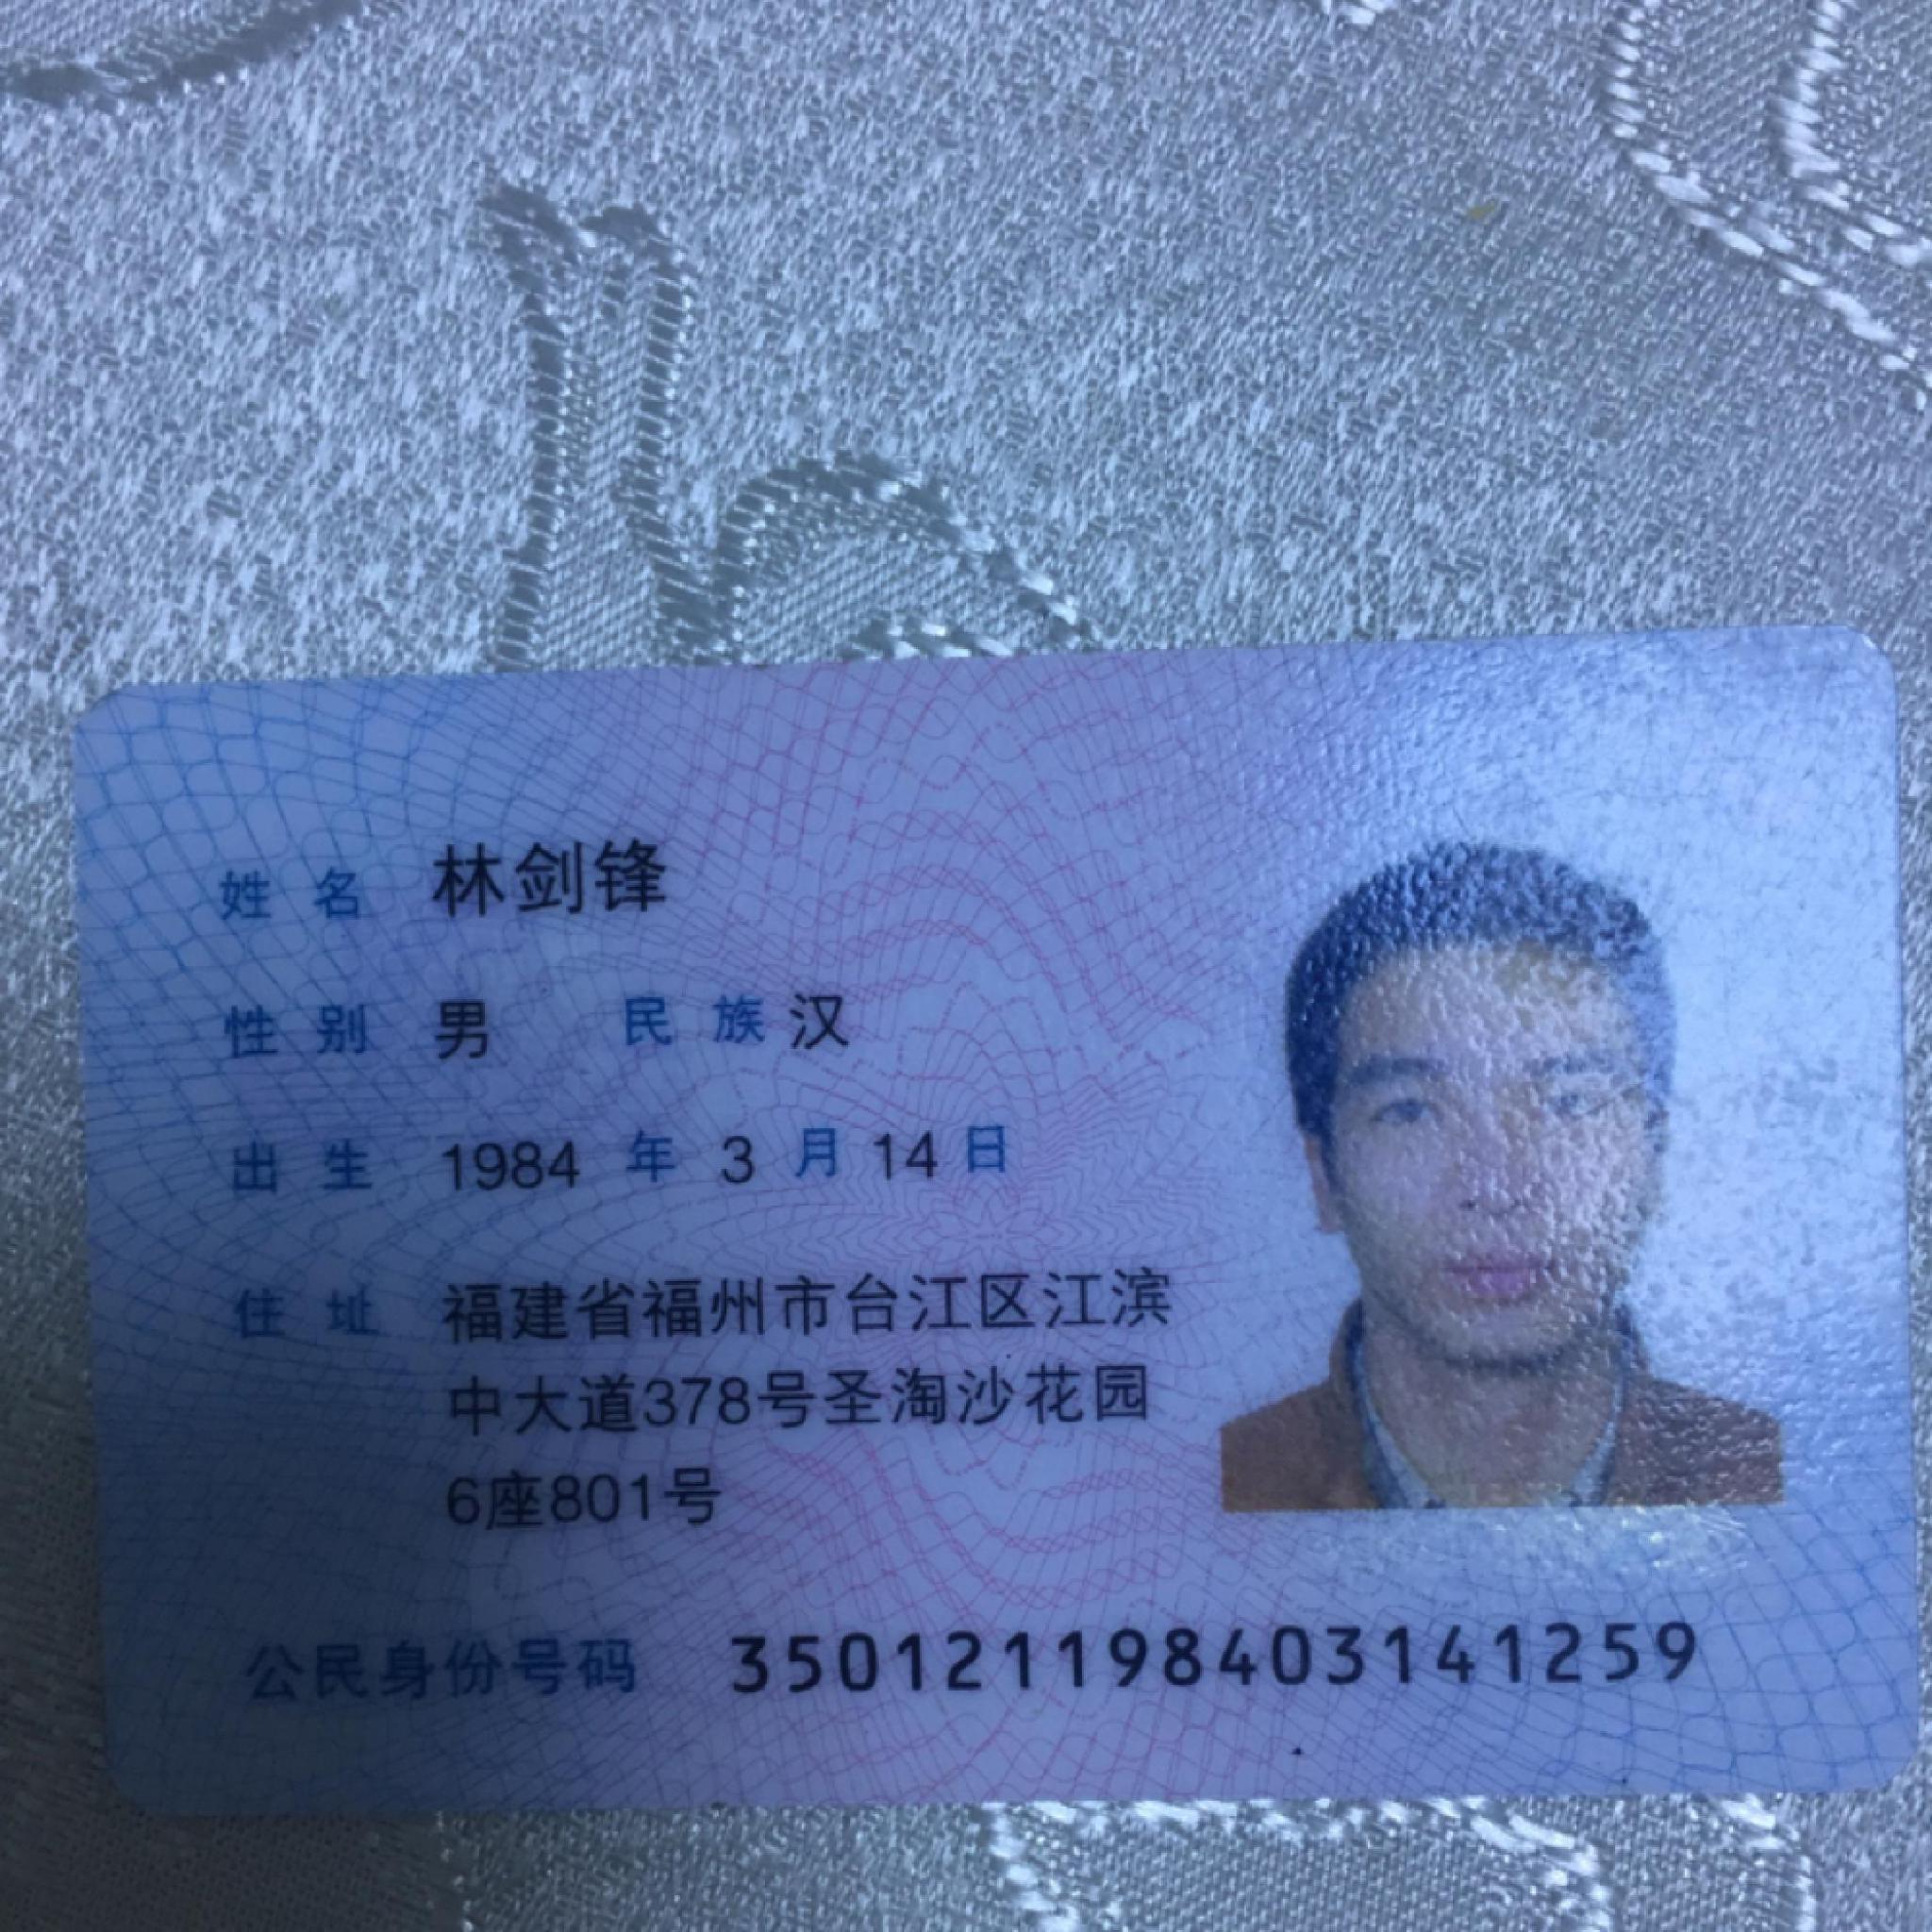 姓名 林剑锋
性别 男 民族 汉
出生 1984 年 3 月 14 日
住址 福建省福州市台江区江滨
中大道378号圣淘沙花园
6座801号
公民身份号码 350121198403141259